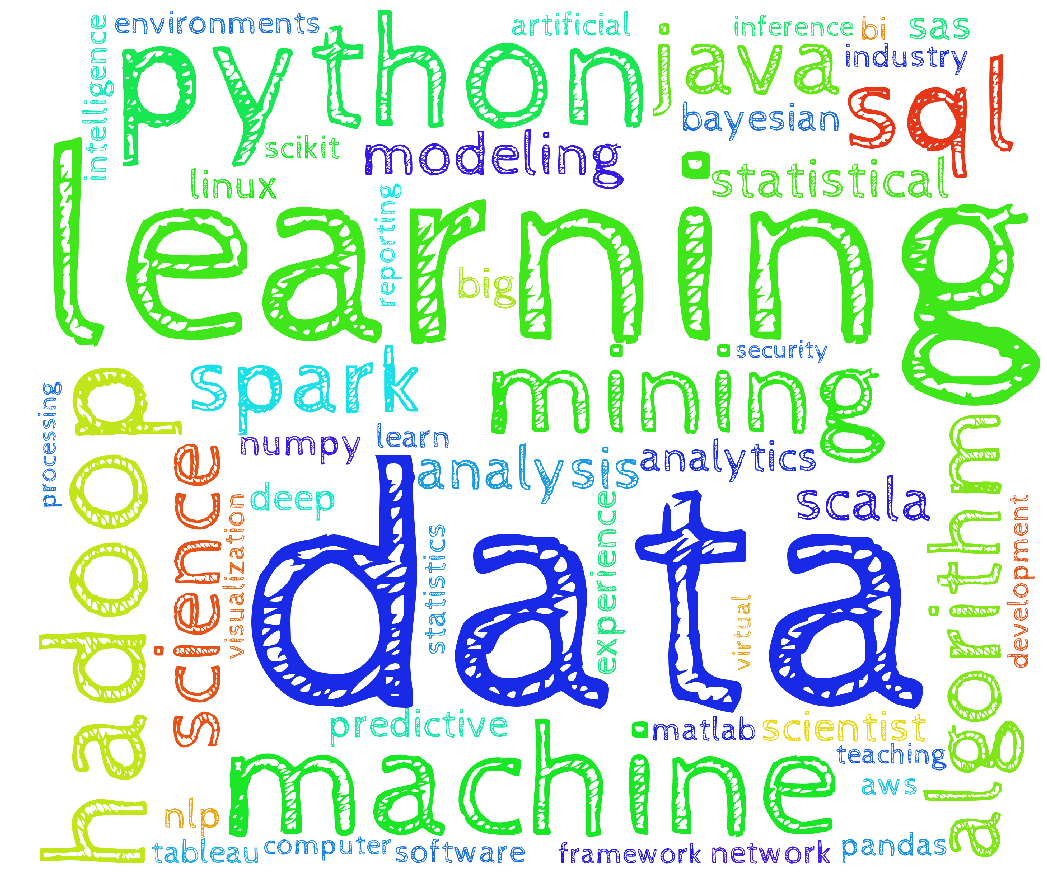 environments
artificial
inference
bi
sas
intelligence
python
java
industry
sql
bayesian
scikit
modeling
linux
statistical
learning
reporting
big
spark
mining
security
processing
hadoop
numpy
learn
analysis
analytics
algorithm
science
deep
scala
visualization
data
statistics
experience
virtual
development
predictive
matlab
scientist
machine
teaching
aws
nlp
tableau
computer
software
framework
network
pandas